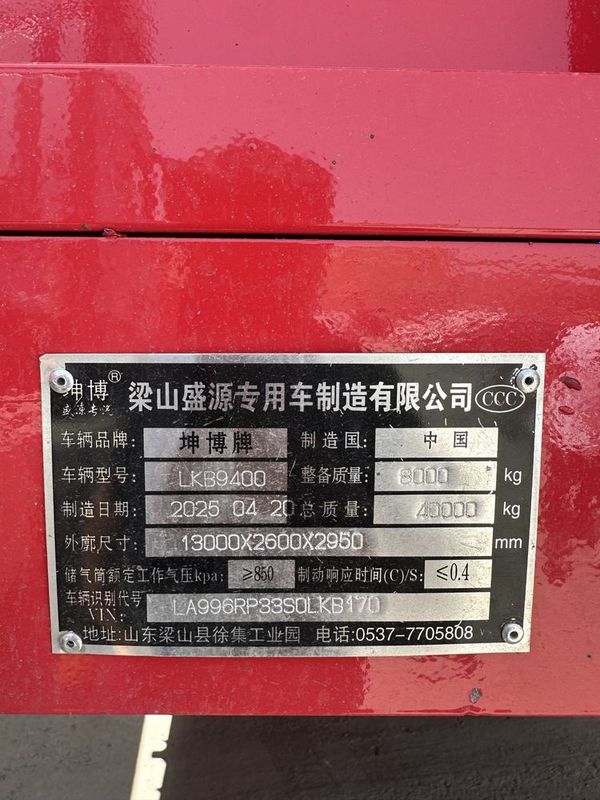 坤博® 梁山盛源专用车制造有限公司 CCC
盛源专汽
车辆品牌: 坤博牌 制造国: 中国
车辆型号: LKB9400 整备质量: 8000 kg
制造日期: 2025 04 20 总质量: 40000 kg
外廓尺寸: 13000X2600X2950 mm
储气筒额定工作气压kpa: ≥850 制动响应时间(C)/S: ≤0.4
车辆识别代号
VIN: LA996RP33S0LKB170
地址:山东梁山县徐集工业园 电话:0537-7705808